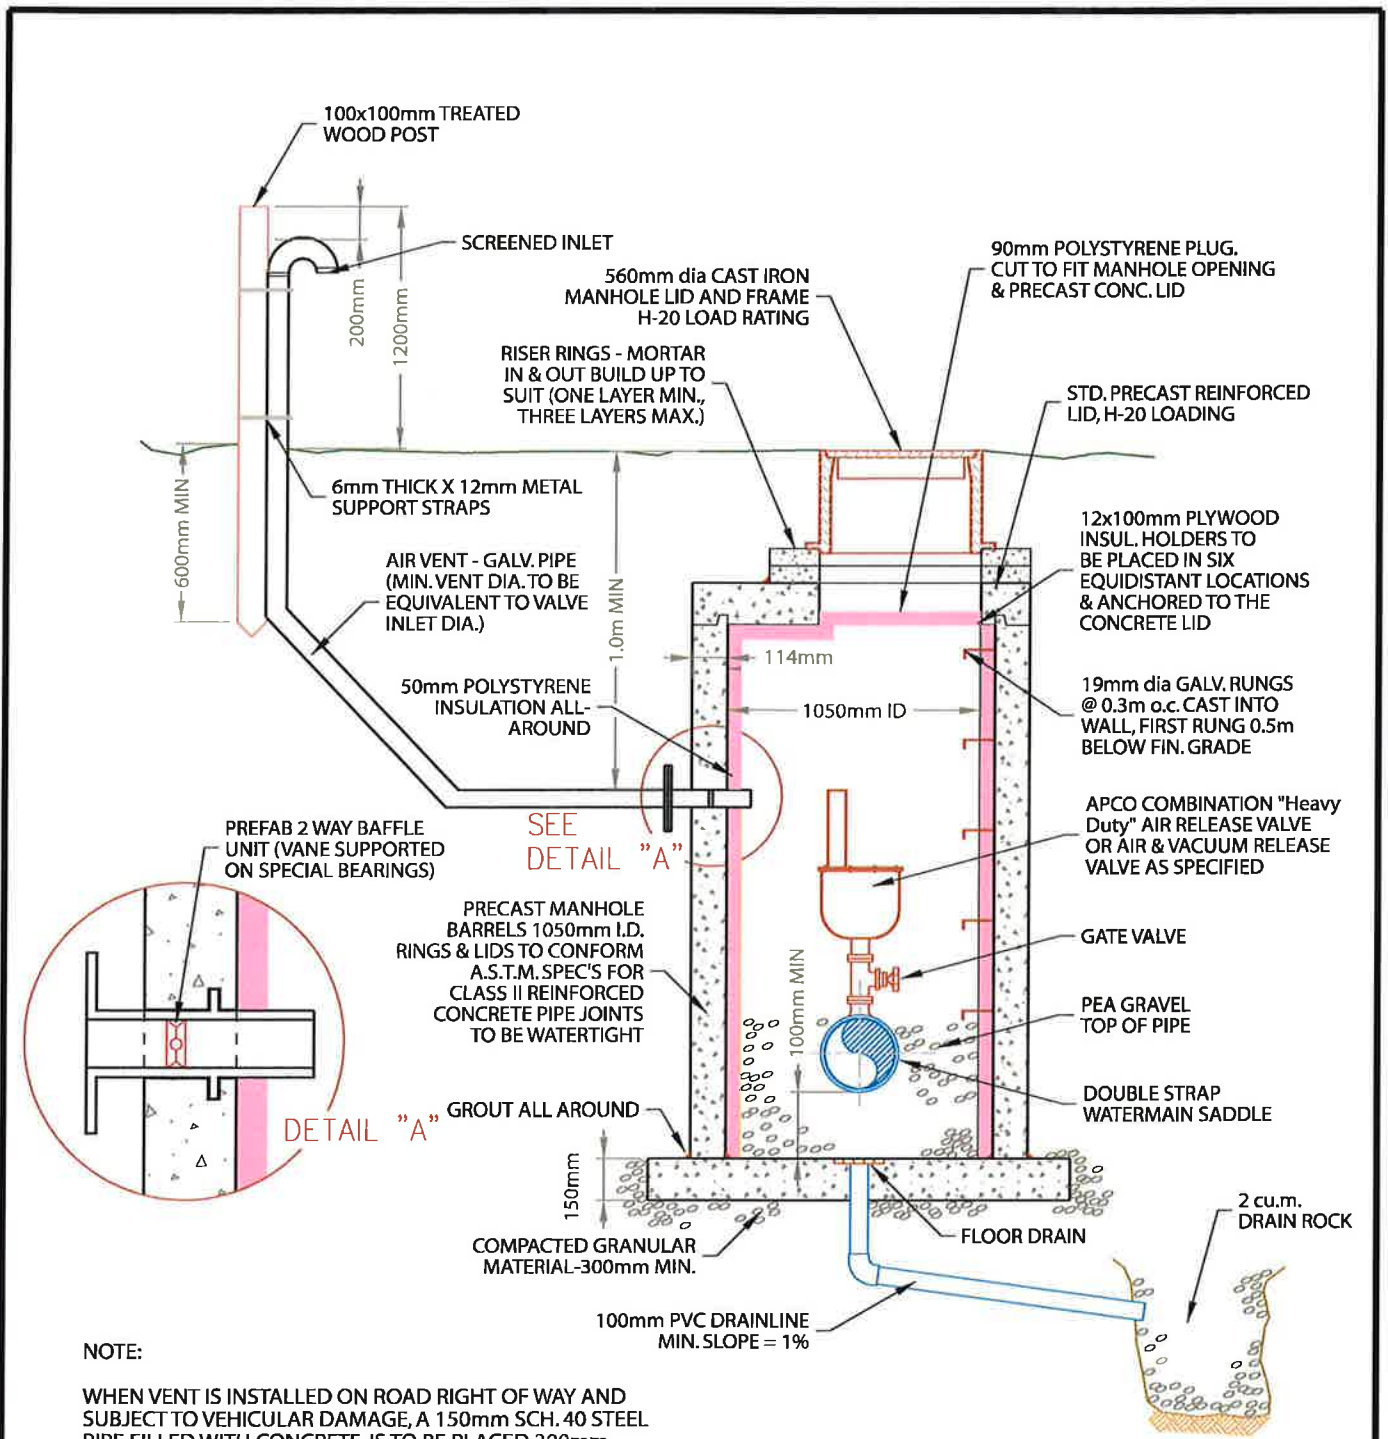 100x100mm TREATED
WOOD POST
SCREENED INLET
200mm
1200mm
560mm dia CAST IRON
MANHOLE LID AND FRAME
H-20 LOAD RATING
90mm POLYSTYRENE PLUG.
CUT TO FIT MANHOLE OPENING
& PRECAST CONC. LID
RISER RINGS - MORTAR
IN & OUT BUILD UP TO
SUIT (ONE LAYER MIN.,
THREE LAYERS MAX.)
STD. PRECAST REINFORCED
LID, H-20 LOADING
600mm MIN
6mm THICK X 12mm METAL
SUPPORT STRAPS
12x100mm PLYWOOD
INSUL. HOLDERS TO
BE PLACED IN SIX
EQUIDISTANT LOCATIONS
& ANCHORED TO THE
CONCRETE LID
AIR VENT - GALV. PIPE
(MIN. VENT DIA. TO BE
EQUIVALENT TO VALVE
INLET DIA.)
1.0m MIN
114mm
50mm POLYSTYRENE
INSULATION ALL-
AROUND
1050mm ID
19mm dia GALV. RUNGS
@ 0.3m o.c. CAST INTO
WALL, FIRST RUNG 0.5m
BELOW FIN. GRADE
SEE
DETAIL "A"
APCO COMBINATION "Heavy
Duty" AIR RELEASE VALVE
OR AIR & VACUUM RELEASE
VALVE AS SPECIFIED
PREFAB 2 WAY BAFFLE
UNIT (VANE SUPPORTED
ON SPECIAL BEARINGS)
PRECAST MANHOLE
BARRELS 1050mm I.D.
RINGS & LIDS TO CONFORM
A.S.T.M. SPEC'S FOR
CLASS II REINFORCED
CONCRETE PIPE JOINTS
TO BE WATERTIGHT
GATE VALVE
100mm MIN
PEA GRAVEL
TOP OF PIPE
DOUBLE STRAP
WATERMAIN SADDLE
DETAIL "A"
GROUT ALL AROUND
150mm
FLOOR DRAIN
COMPACTED GRANULAR
MATERIAL-300mm MIN.
2 cu.m.
DRAIN ROCK
100mm PVC DRAINLINE
MIN. SLOPE = 1%
NOTE:
WHEN VENT IS INSTALLED ON ROAD RIGHT OF WAY AND
SUBJECT TO VEHICULAR DAMAGE, A 150mm SCH. 40 STEEL
PIPE FILLED WITH CONCRETE IS TO BE PLACED 300mm